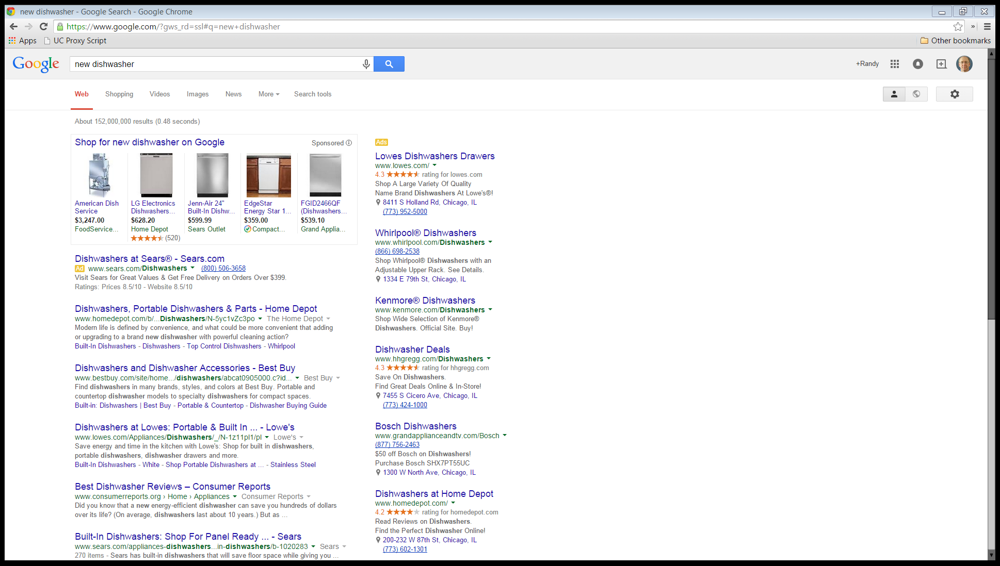 new dishwasher - Google Search - Google Chrome
https://www.google.com/?gws_rd=ssl#q=new+dishwasher
»
Apps
UC Proxy Script
Other bookmarks
Google
new dishwasher
+Randy
Web
Shopping
Videos
Images
News
More
Search tools
About 152,000,000 results (0.48 seconds)
Shop for new dishwasher on Google
Sponsored
American Dish
Service
$3,247.00
FoodService...
LG Electronics
Dishwashers...
$628.20
Home Depot
(520)
Jenn-Air 24"
Built-In Dishw...
$599.99
Sears Outlet
EdgeStar
Energy Star 1...
$359.00
Compact...
FGID2466QF
(Dishwashers...
$539.10
Grand Applia...
Dishwashers at Sears® - Sears.com
Ad www.sears.com/Dishwashers (800) 506-3658
Visit Sears for Great Values & Get Free Delivery on Orders Over $399.
Ratings: Prices 8.5/10 - Website 8.5/10
Dishwashers, Portable Dishwashers & Parts - Home Depot
www.homedepot.com/b/...Dishwashers/N-5yc1vZc3po The Home Depot
Modern life is defined by convenience, and what could be more convenient that adding
or upgrading to a brand new dishwasher with powerful cleaning action?
Built-In Dishwashers - Dishwashers - Top Control Dishwashers - Whirlpool
Dishwashers and Dishwasher Accessories - Best Buy
www.bestbuy.com/site/home.../dishwashers/abcat0905000.c?id... Best Buy
Find dishwashers in many brands, styles, and colors at Best Buy. Portable and
countertop dishwasher models to specialty dishwashers for compact spaces.
Built-in: Dishwashers | Best Buy - Portable & Countertop - Dishwasher Buying Guide
Dishwashers at Lowes: Portable & Built In ... - Lowe's
www.lowes.com/Appliances/Dishwashers/_/N-1z11pl1/pl Lowe's
Save energy and time in the kitchen with Lowe's: Shop for built in dishwashers,
portable dishwashers, dishwasher drawers and more.
Built-In Dishwashers - White - Shop Portable Dishwashers at ... - Stainless Steel
Best Dishwasher Reviews – Consumer Reports
www.consumerreports.org › Home › Appliances Consumer Reports
Did you know that a new energy-efficient dishwasher can save you hundreds of dollars
over its life? (On average, dishwashers last about 10 years.) But as ...
Built-In Dishwashers: Shop For Panel Ready ... - Sears
www.sears.com/appliances-dishwashers...in-dishwashers/b-1020283 Sears
270 items - Sears has built-in dishwashers that will save floor space while giving you ...
Ads
Lowes Dishwashers Drawers
www.lowes.com/
4.3 rating for lowes.com
Shop A Large Variety Of Quality
Name Brand Dishwashers At Lowe's®!
8411 S Holland Rd, Chicago, IL
(773) 952-5000
Whirlpool® Dishwashers
www.whirlpool.com/Dishwashers
(866) 698-2538
Shop Whirlpool® Dishwashers with an
Adjustable Upper Rack. See Details.
1334 E 79th St, Chicago, IL
Kenmore® Dishwashers
www.kenmore.com/Dishwashers
Shop Wide Selection of Kenmore®
Dishwashers. Official Site. Buy!
Dishwasher Deals
www.hhgregg.com/Dishwashers
4.3 rating for hhgregg.com
Save On Dishwashers.
Find Great Deals Online & In-Store!
7455 S Cicero Ave, Chicago, IL
(773) 424-1000
Bosch Dishwashers
www.grandapplianceandtv.com/Bosch
(877) 756-2463
$50 off Bosch on Dishwashers!
Purchase Bosch SHX7PT55UC
1300 W North Ave, Chicago, IL
Dishwashers at Home Depot
www.homedepot.com/
4.2 rating for homedepot.com
Read Reviews on Dishwashers.
Find the Perfect Dishwasher Online!
200-232 W 87th St, Chicago, IL
(773) 602-1301